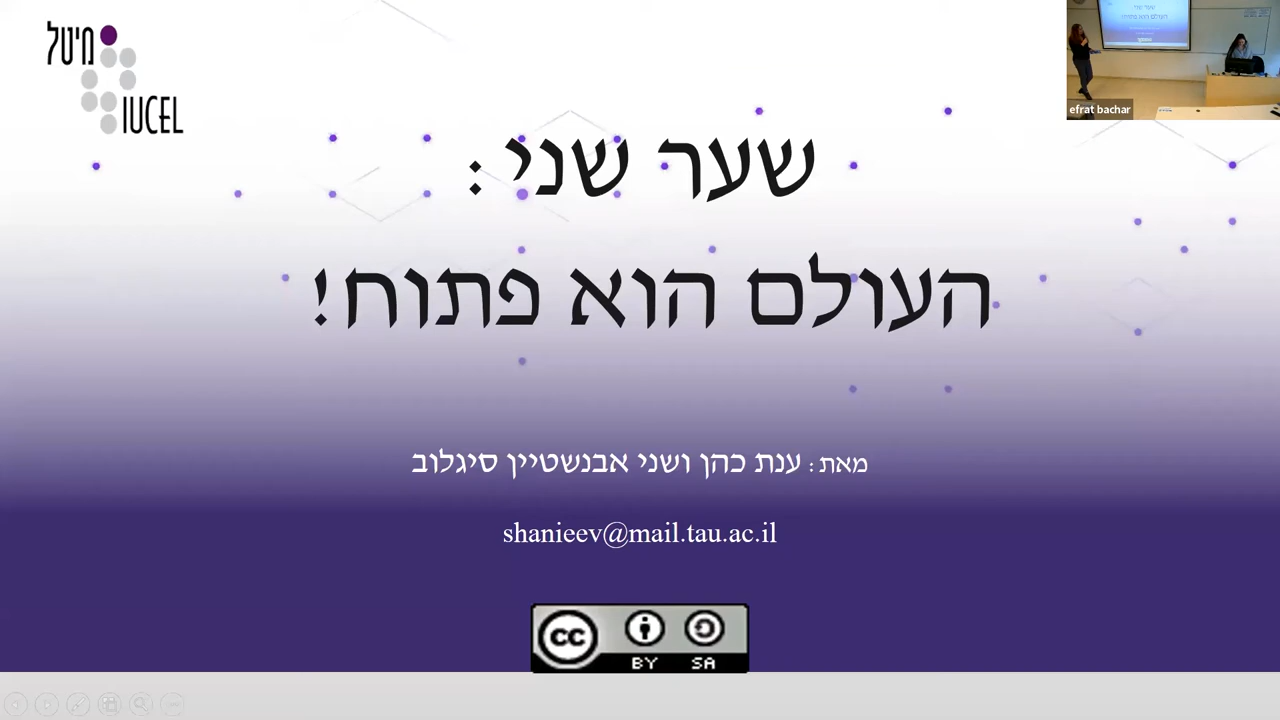 מיטל
IUCEL
efrat bachar
שער שני:
העולם הוא פתוח!
מאת: ענת כהן ושני אבנשטיין סיגלוב
shanieev@mail.tau.ac.il
cc
BY SA